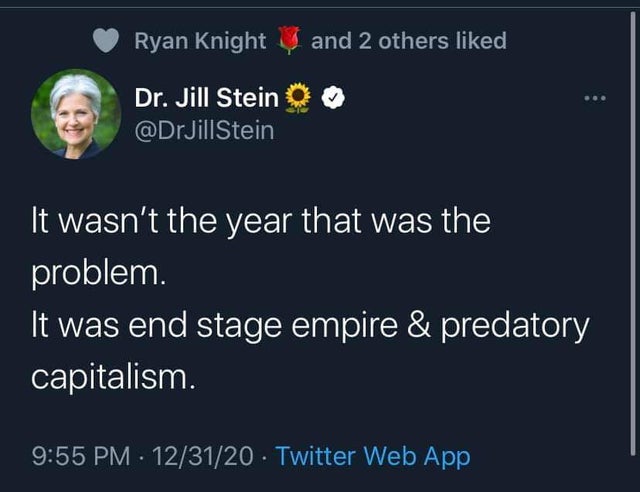 Ryan Knight 🌹 and 2 others liked
Dr. Jill Stein🌻
@DrJillStein
It wasn't the year that was the
problem.
It was end stage empire & predatory
capitalism.
9:55 PM · 12/31/20 · Twitter Web App